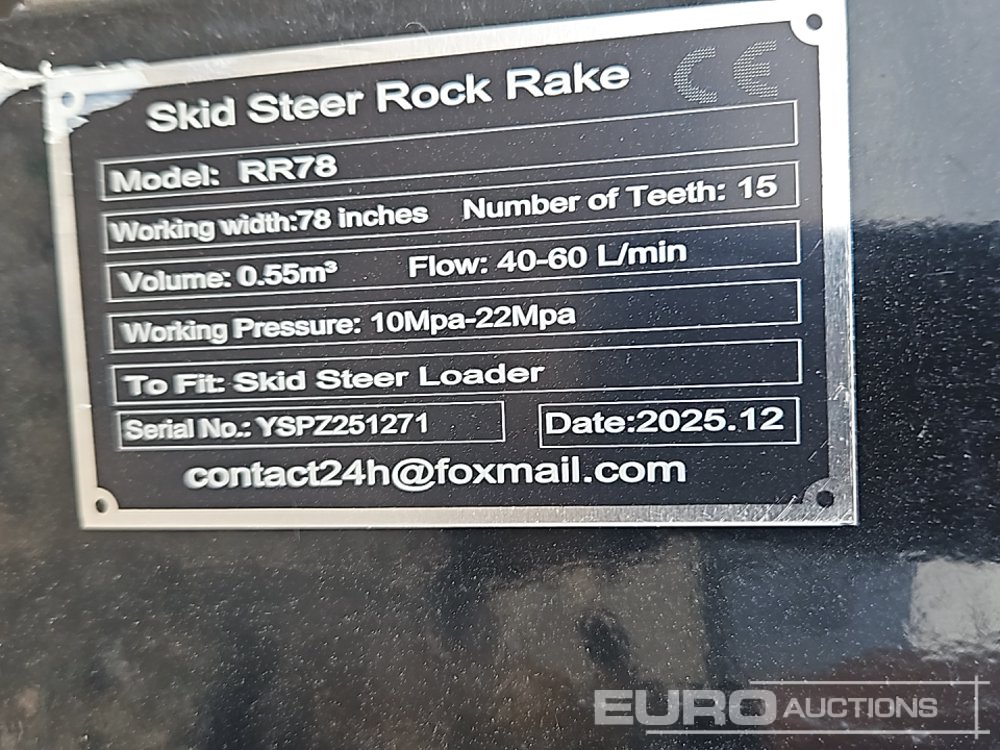 Skid Steer Rock Rake CE
Model: RR78
Working width:78 inches Number of Teeth: 15
Volume: 0.55m³ Flow: 40-60 L/min
Working Pressure: 10Mpa-22Mpa
To Fit: Skid Steer Loader
Serial No.: YSPZ251271 Date:2025.12
contact24h@foxmail.com
EURO AUCTIONS